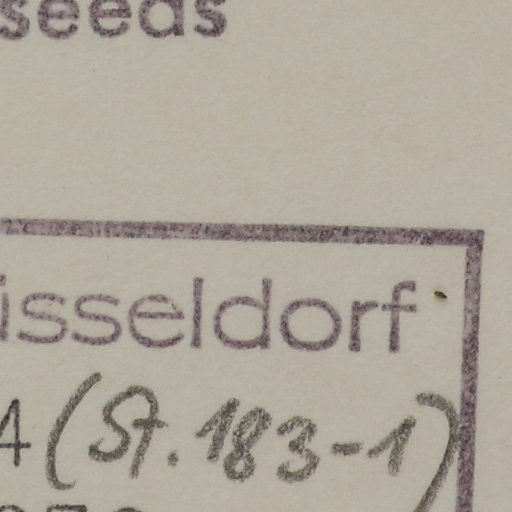 seeds
isseldorf
4 (St. 183-1)